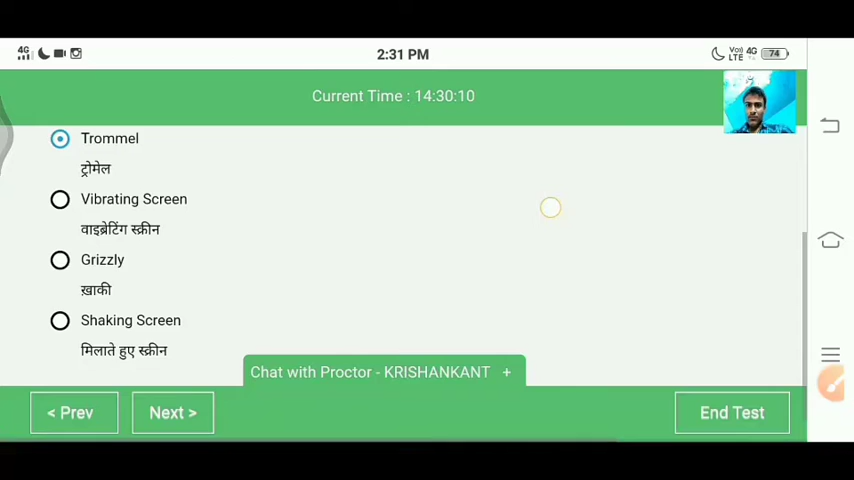 4G 2:31 PM Vo) LTE 4G 74
Current Time : 14:30:10
Trommel
ट्रोमेल
Vibrating Screen
वाइब्रेटिंग स्क्रीन
Grizzly
ख़ाकी
Shaking Screen
मिलाते हुए स्क्रीन
Chat with Proctor - KRISHANKANT +
< Prev Next > End Test